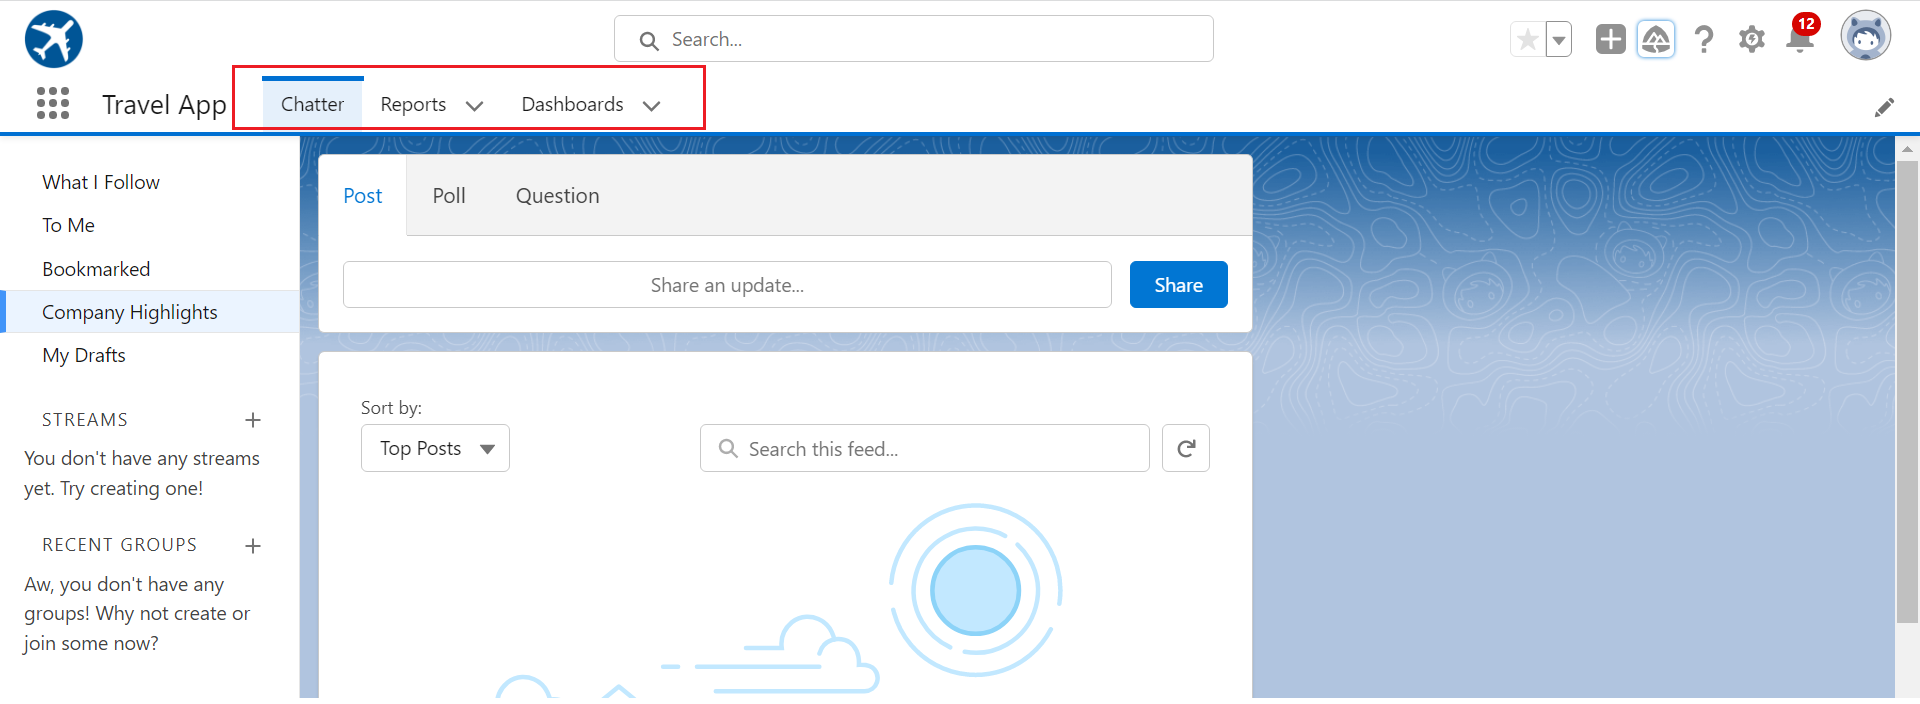 Search...
12
Travel App
Chatter
Reports
Dashboards
What I Follow
To Me
Bookmarked
Company Highlights
My Drafts
STREAMS
You don't have any streams
yet. Try creating one!
RECENT GROUPS
Aw, you don't have any
groups! Why not create or
join some now?
Post
Poll
Question
Share an update...
Share
Sort by:
Top Posts
Search this feed...